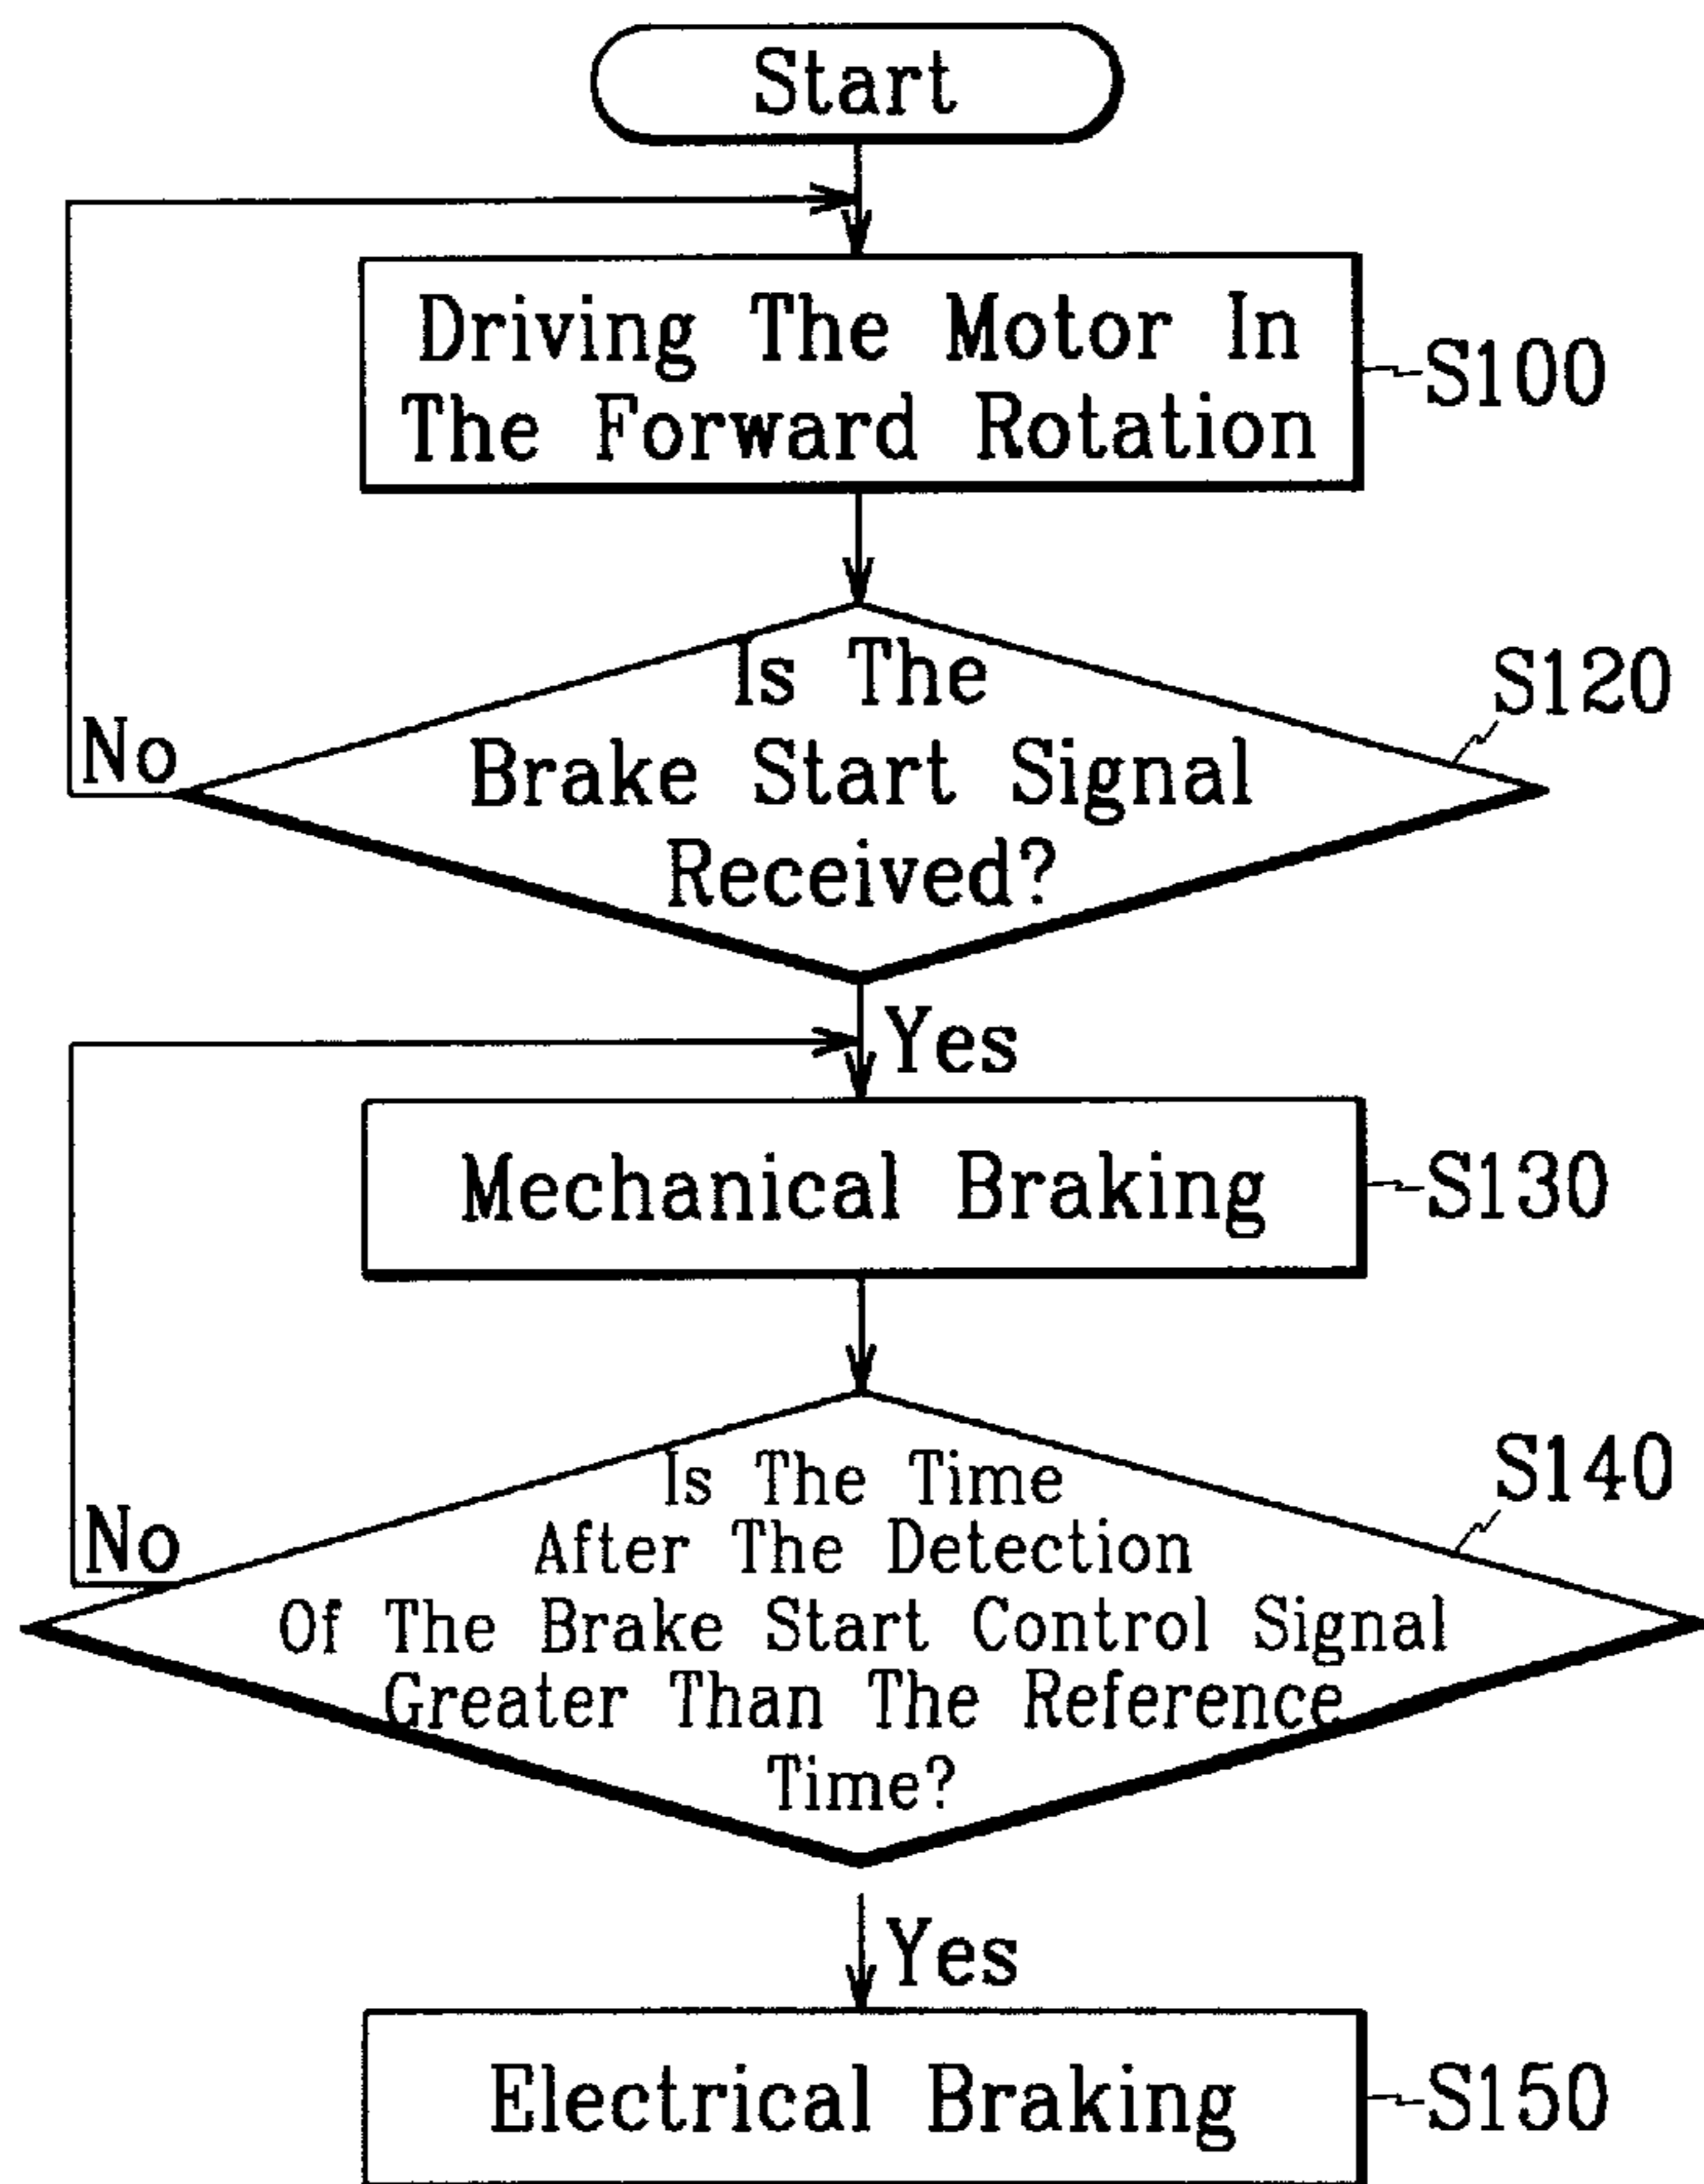 Start
Driving The Motor In
The Forward Rotation
S100
Is The
Brake Start Signal
Received?
S120
No
Yes
Mechanical Braking
S130
Is The Time
After The Detection
Of The Brake Start Control Signal
Greater Than The Reference
Time?
S140
No
Yes
Electrical Braking
S150